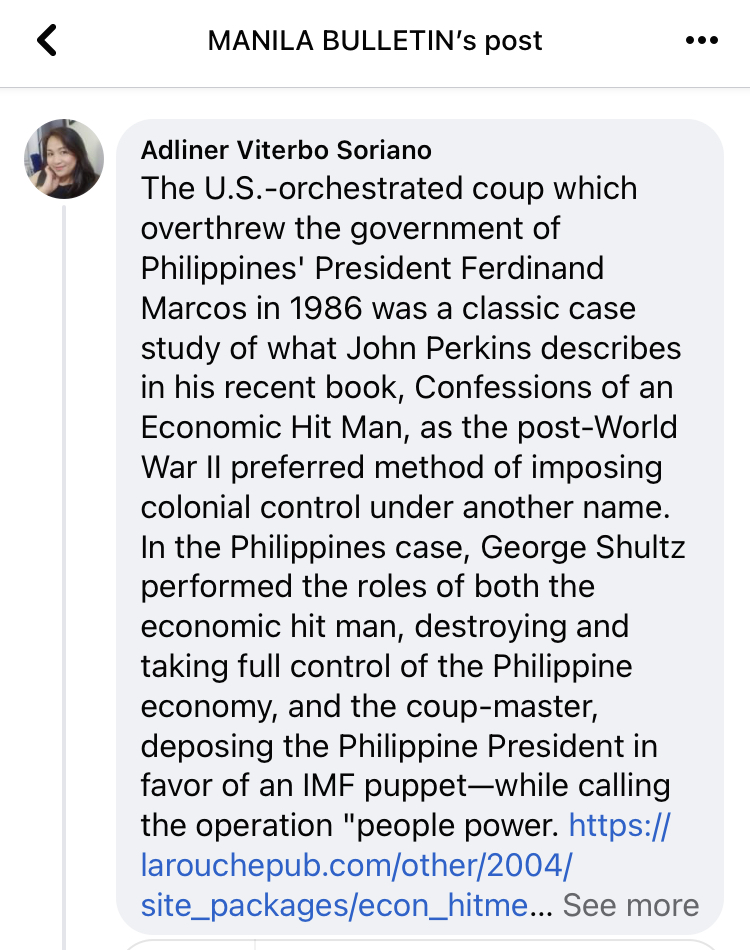 MANILA BULLETIN's post
Adliner Viterbo Soriano
The U.S.-orchestrated coup which
overthrew the government of
Philippines' President Ferdinand
Marcos in 1986 was a classic case
study of what John Perkins describes
in his recent book, Confessions of an
Economic Hit Man, as the post-World
War II preferred method of imposing
colonial control under another name.
In the Philippines case, George Shultz
performed the roles of both the
economic hit man, destroying and
taking full control of the Philippine
economy, and the coup-master,
deposing the Philippine President in
favor of an IMF puppet—while calling
the operation "people power. https://
larouchepub.com/other/2004/
site_packages/econ_hitme... See more